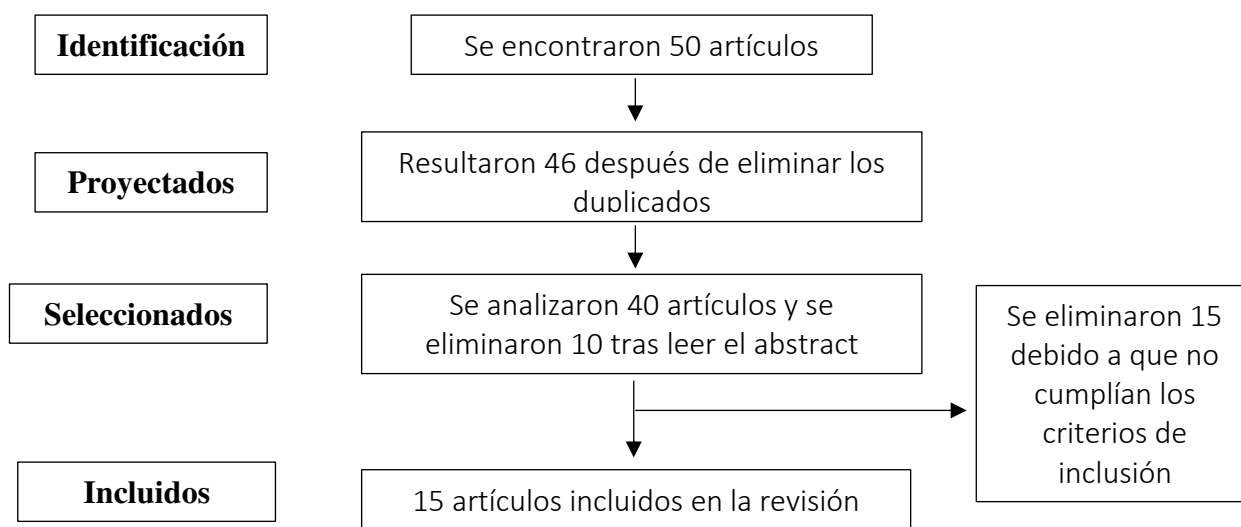 Identificación
Se encontraron 50 artículos
Proyectados
Resultaron 46 después de eliminar los
duplicados
Seleccionados
Se analizaron 40 artículos y se
eliminaron 10 tras leer el abstract
Se eliminaron 15
debido a que no
cumplían los
criterios de
inclusión
Incluidos
15 artículos incluidos en la revisión